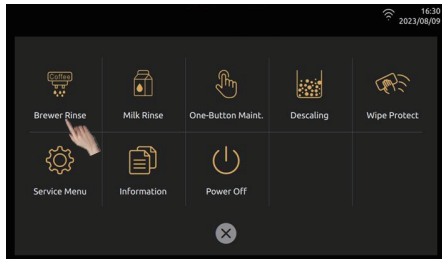 16:30
2023/08/09
Coffee
Brewer Rinse
Milk Rinse
One-Button Maint.
Descaling
Wipe Protect
Service Menu
Information
Power Off